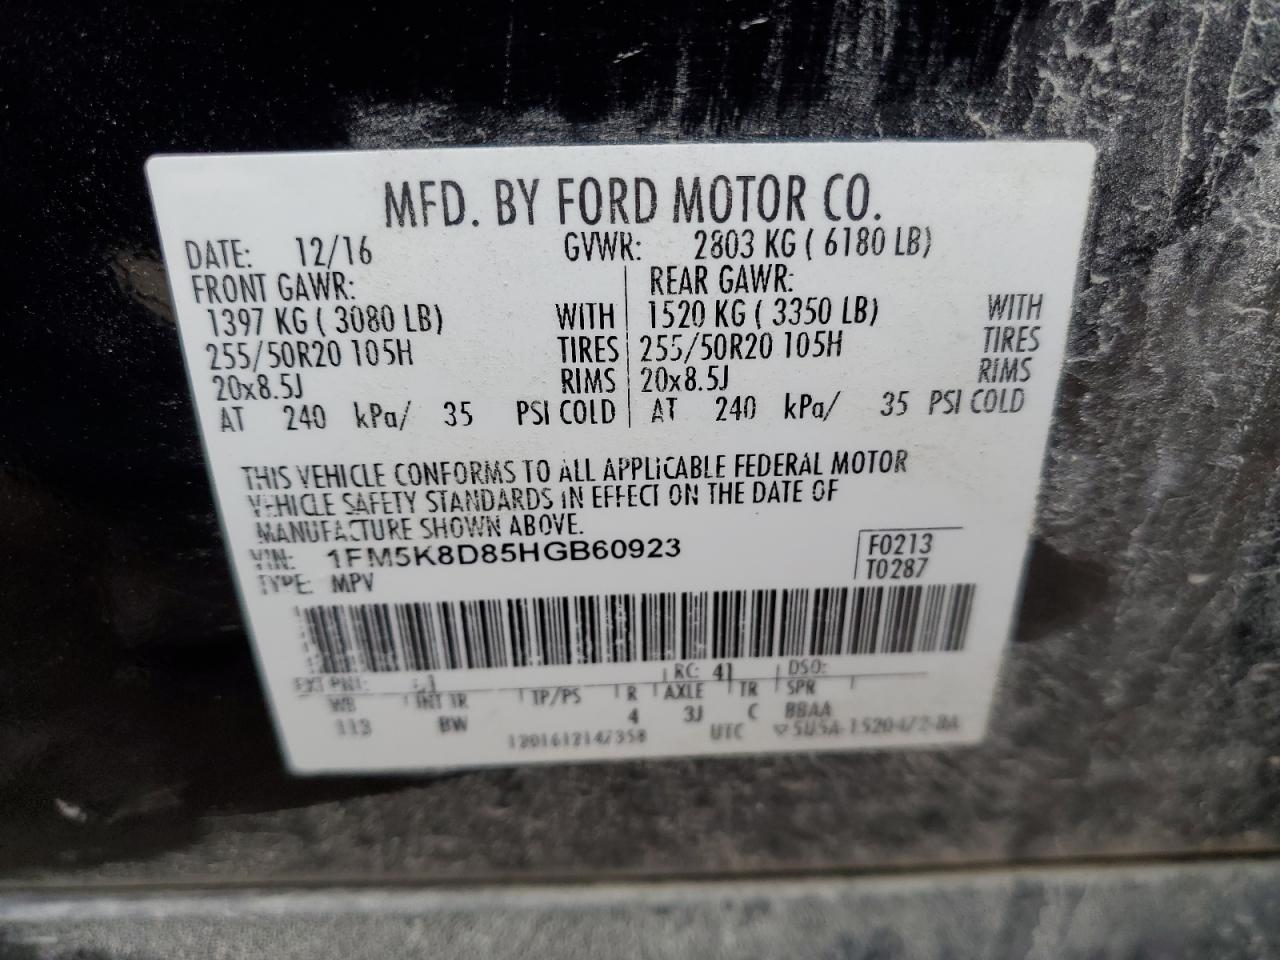 MFD. BY FORD MOTOR CO.
DATE: 12/16 GVWR: 2803 KG ( 6180 LB)
FRONT GAWR: REAR GAWR:
1397 KG ( 3080 LB) WITH 1520 KG ( 3350 LB) WITH
255/50R20 105H TIRES 255/50R20 105H TIRES
20x8.5J RIMS 20x8.5J RIMS
AT 240 kPa/ 35 PSI COLD AT 240 kPa/ 35 PSI COLD
THIS VEHICLE CONFORMS TO ALL APPLICABLE FEDERAL MOTOR
VEHICLE SAFETY STANDARDS IN EFFECT ON THE DATE OF
MANUFACTURE SHOWN ABOVE.
VIN: 1FM5K8D85HGB60923 F0213
TYPE: MPV T0287
EXT PNT: RC: 41 DSO:
WB INT TR TP/PS R AXLE TR SPR
113 BW 4 3J C BBAA
UTC